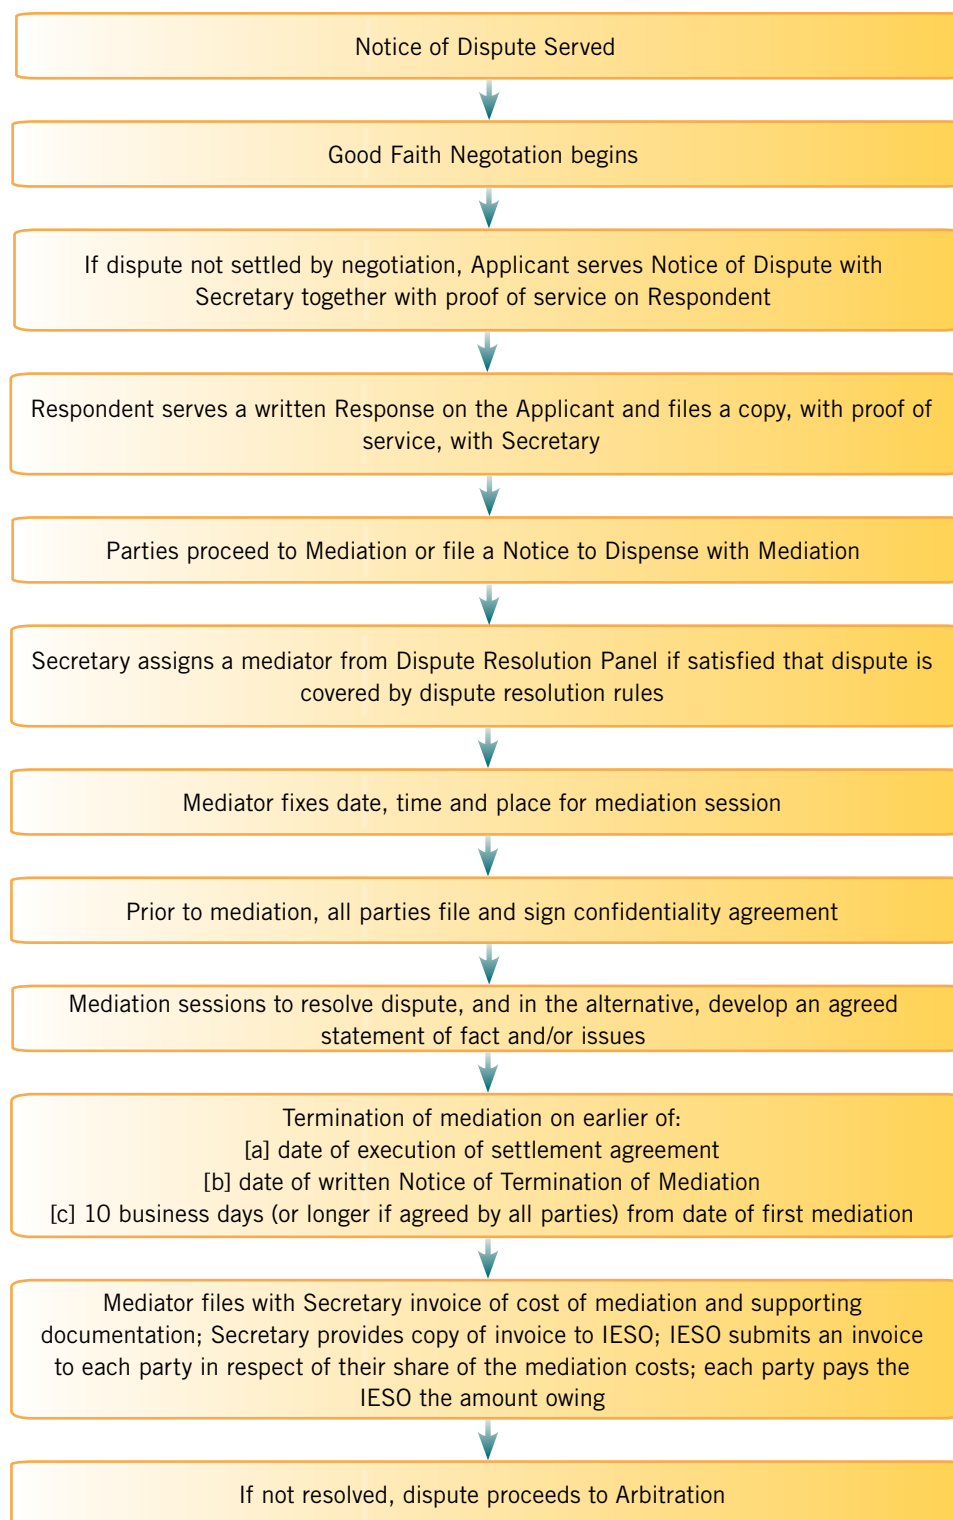 Notice of Dispute Served
Good Faith Negotation begins
If dispute not settled by negotiation, Applicant serves Notice of Dispute with
Secretary together with proof of service on Respondent
Respondent serves a written Response on the Applicant and files a copy, with proof of
service, with Secretary
Parties proceed to Mediation or file a Notice to Dispense with Mediation
Secretary assigns a mediator from Dispute Resolution Panel if satisfied that dispute is
covered by dispute resolution rules
Mediator fixes date, time and place for mediation session
Prior to mediation, all parties file and sign confidentiality agreement
Mediation sessions to resolve dispute, and in the alternative, develop an agreed
statement of fact and/or issues
Termination of mediation on earlier of:
[a] date of execution of settlement agreement
[b] date of written Notice of Termination of Mediation
[c] 10 business days (or longer if agreed by all parties) from date of first mediation
Mediator files with Secretary invoice of cost of mediation and supporting
documentation; Secretary provides copy of invoice to IESO; IESO submits an invoice
to each party in respect of their share of the mediation costs; each party pays the
IESO the amount owing
If not resolved, dispute proceeds to Arbitration